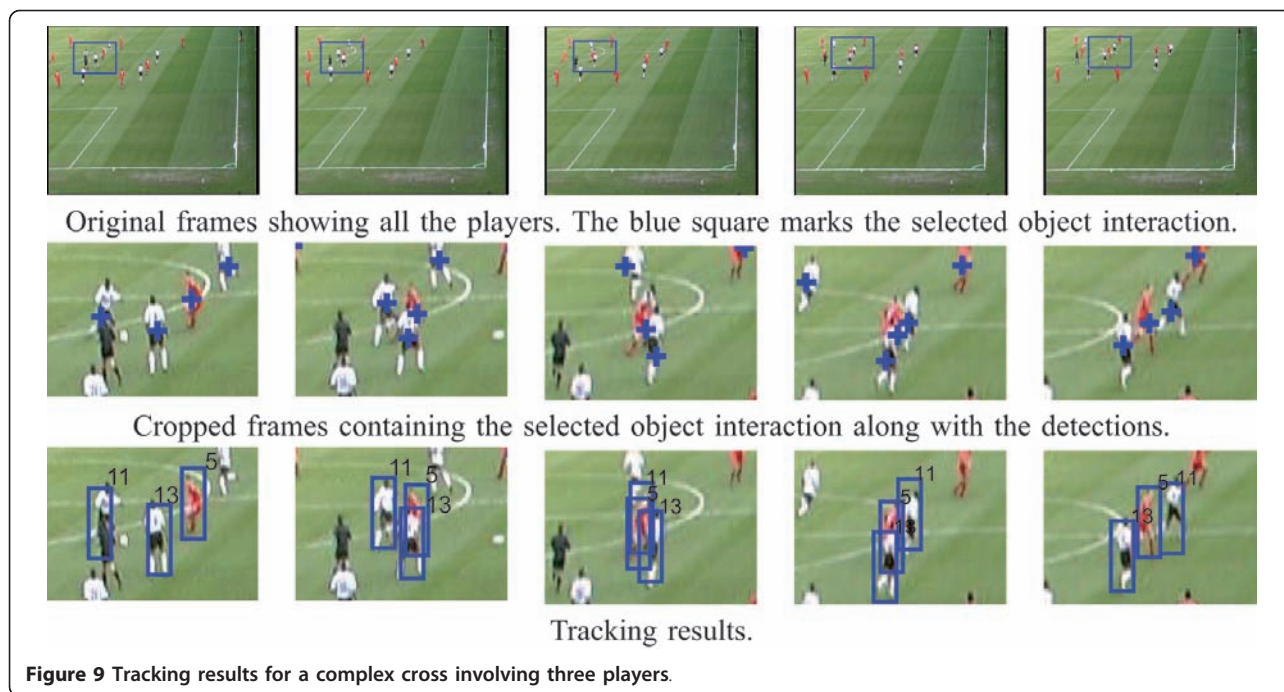 Original frames showing all the players. The blue square marks the selected object interaction.
Cropped frames containing the selected object interaction along with the detections.
11 13 5
11 5 13
11 5 13
11 5 13
13 5 11
Tracking results.
Figure 9 Tracking results for a complex cross involving three players.